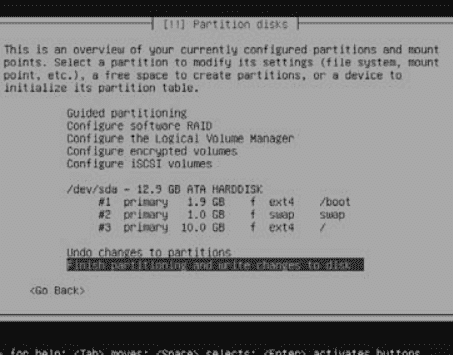 [!!] Partition disks
This is an overview of your currently configured partitions and mount
points. Select a partition to modify its settings (file system, mount
point, etc.), a free space to create partitions, or a device to
initialize its partition table.
Guided partitioning
Configure software RAID
Configure the Logical Volume Manager
Configure encrypted volumes
Configure iSCSI volumes
/dev/sda - 12.9 GB ATA HARDDISK
#1 primary 1.9 GB f ext4 /boot
#2 primary 1.0 GB f swap swap
#3 primary 10.0 GB f ext4 /
Undo changes to partitions
Finish partitioning and write changes to disk
<Go Back>
for help; <Tab> moves; <Space> selects; <Enter> activates buttons